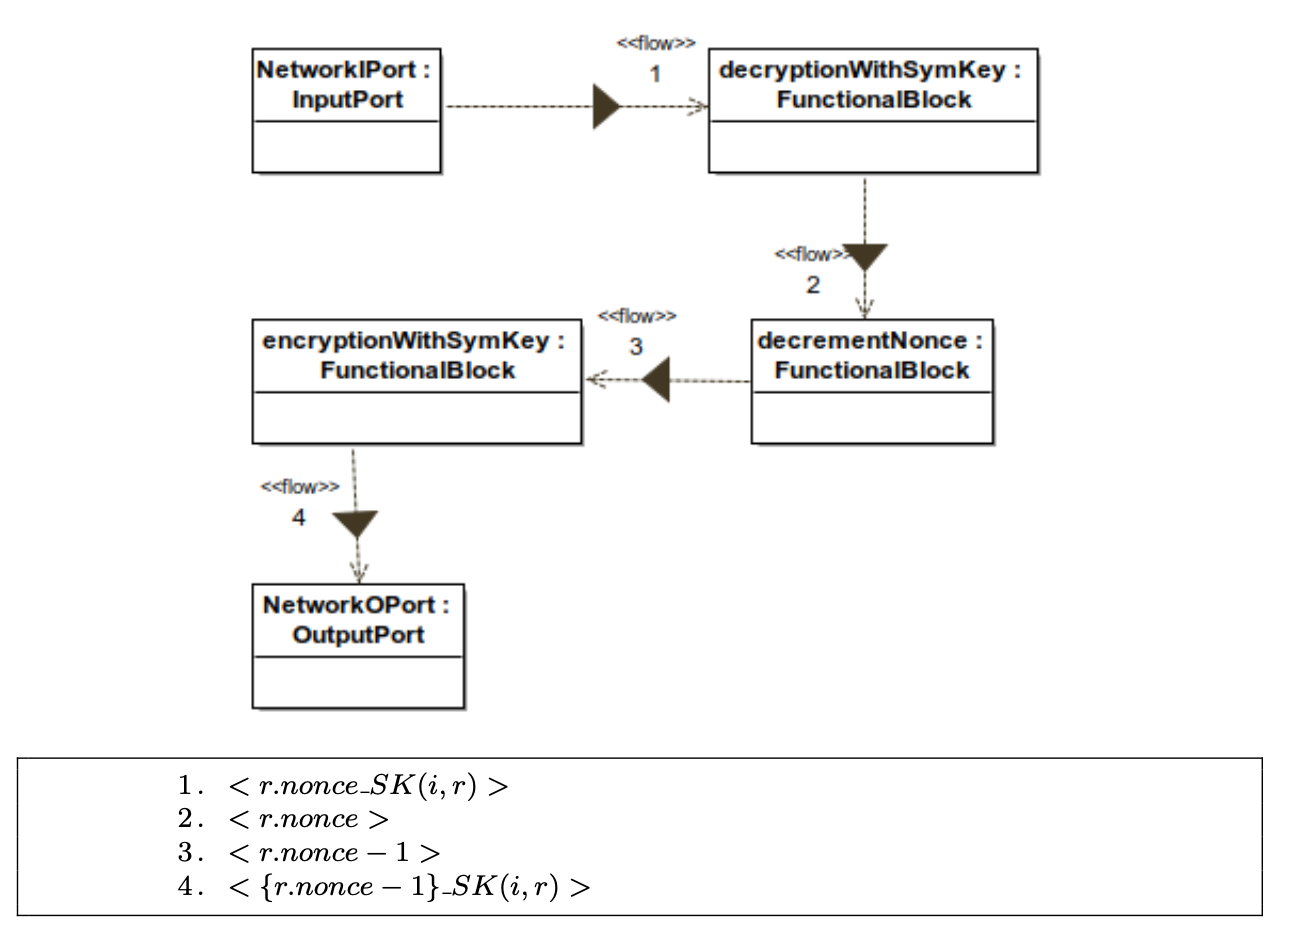 <<flow>>
1
NetworkIPort :
InputPort
decryptionWithSymKey :
FunctionalBlock
<<flow>>
2
<<flow>>
3
encryptionWithSymKey :
FunctionalBlock
decrementNonce :
FunctionalBlock
<<flow>>
4
NetworkOPort :
OutputPort
1. < r.nonce_SK(i, r) >
2. < r.nonce >
3. < r.nonce − 1 >
4. < {r.nonce − 1}_SK(i, r) >